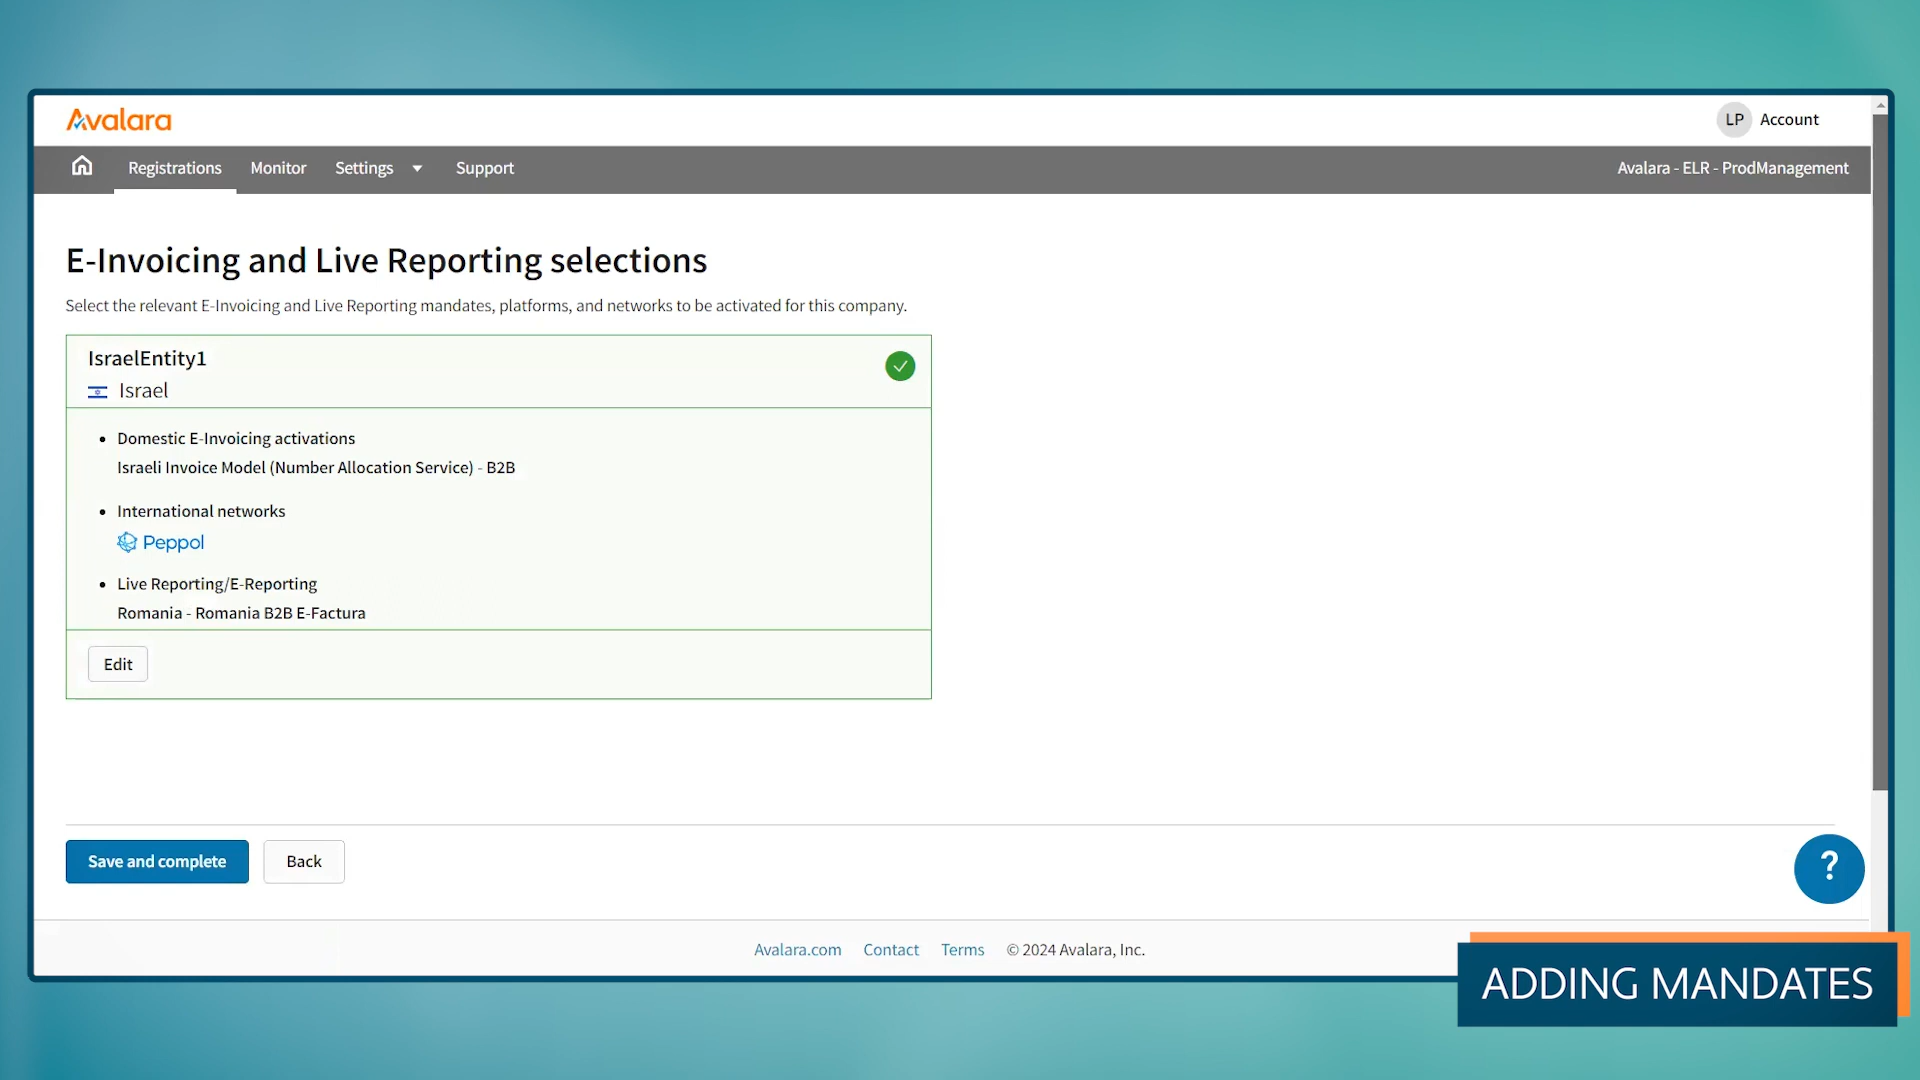 Avalara
LP Account
Registrations Monitor Settings Support Avalara - ELR - ProdManagement
E-Invoicing and Live Reporting selections
Select the relevant E-Invoicing and Live Reporting mandates, platforms, and networks to be activated for this company.
IsraelEntity1
Israel
• Domestic E-Invoicing activations
Israeli Invoice Model (Number Allocation Service) - B2B
• International networks
Peppol
• Live Reporting/E-Reporting
Romania - Romania B2B E-Factura
Edit
Save and complete Back
?
Avalara.com Contact Terms © 2024 Avalara, Inc.
ADDING MANDATES